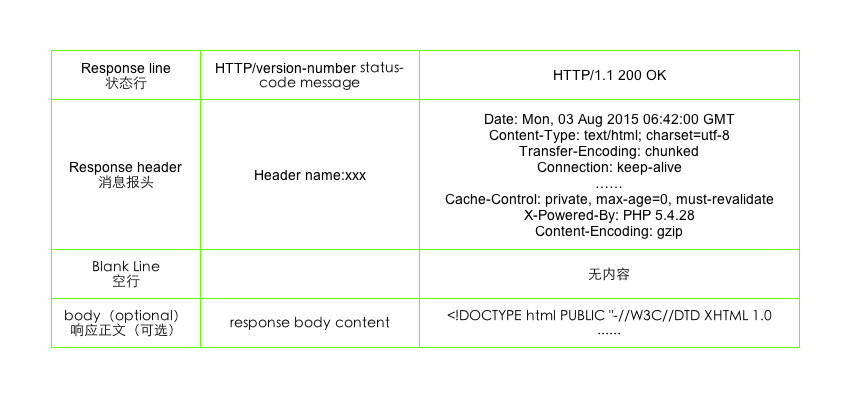 Response line
状态行
HTTP/version-number status-
code message
HTTP/1.1 200 OK
Response header
消息报头
Header name:xxx
Date: Mon, 03 Aug 2015 06:42:00 GMT
Content-Type: text/html; charset=utf-8
Transfer-Encoding: chunked
Connection: keep-alive
……
Cache-Control: private, max-age=0, must-revalidate
X-Powered-By: PHP 5.4.28
Content-Encoding: gzip
Blank Line
空行
无内容
body（optional）
响应正文（可选）
response body content
<!DOCTYPE html PUBLIC "-//W3C//DTD XHTML 1.0
......